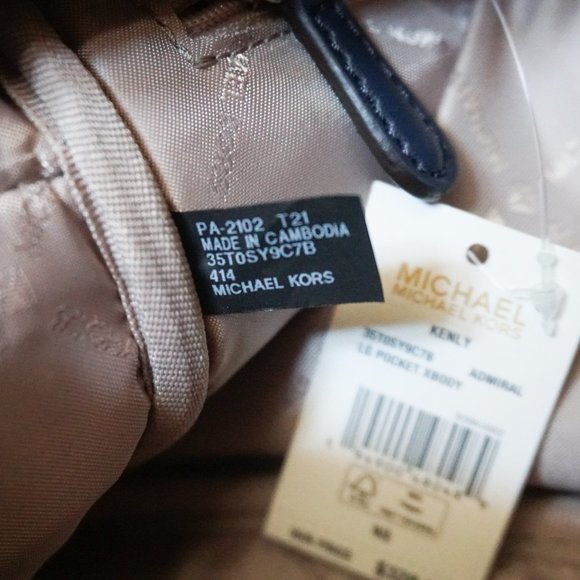 PA-2102 T21
MADE IN CAMBODIA
35T0SY9C7B
414
MICHAEL KORS
MICHAEL
MICHAEL KORS
KENLY
35T0SY9C7B ADMIRAL
LG POCKET XBODY
NS